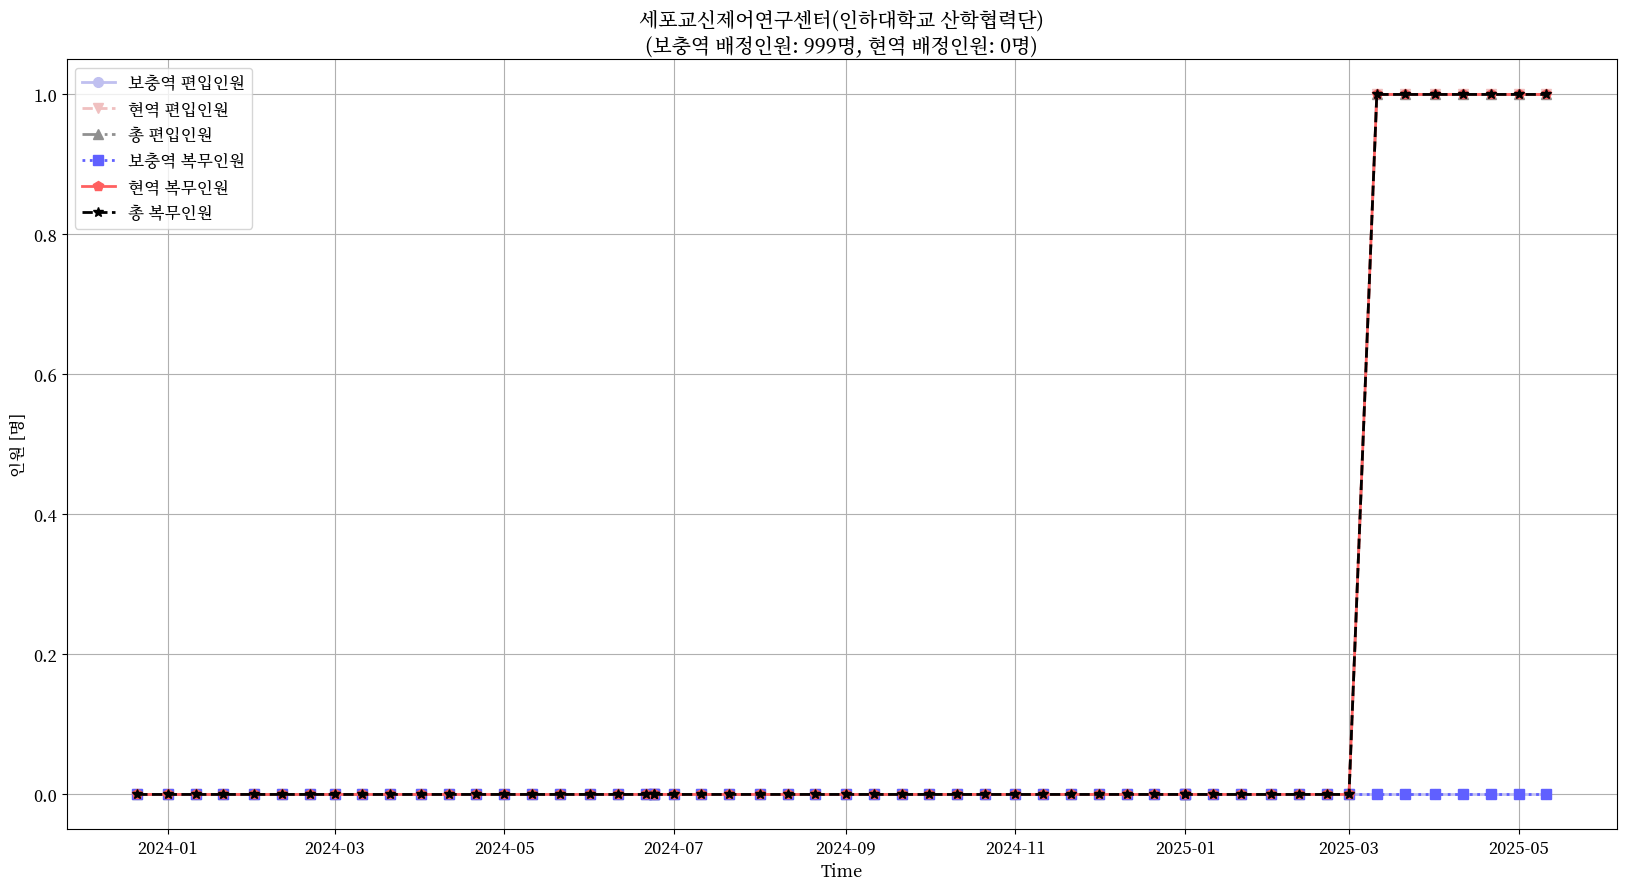 세포교신제어연구센터(인하대학교 산학협력단)
(보충역 배정인원: 999명, 현역 배정인원: 0명)
보충역 편입인원
현역 편입인원
총 편입인원
보충역 복무인원
현역 복무인원
총 복무인원
1.0
0.8
0.6
0.4
0.2
0.0
인원 [명]
2024-01
2024-03
2024-05
2024-07
2024-09
2024-11
2025-01
2025-03
2025-05
Time